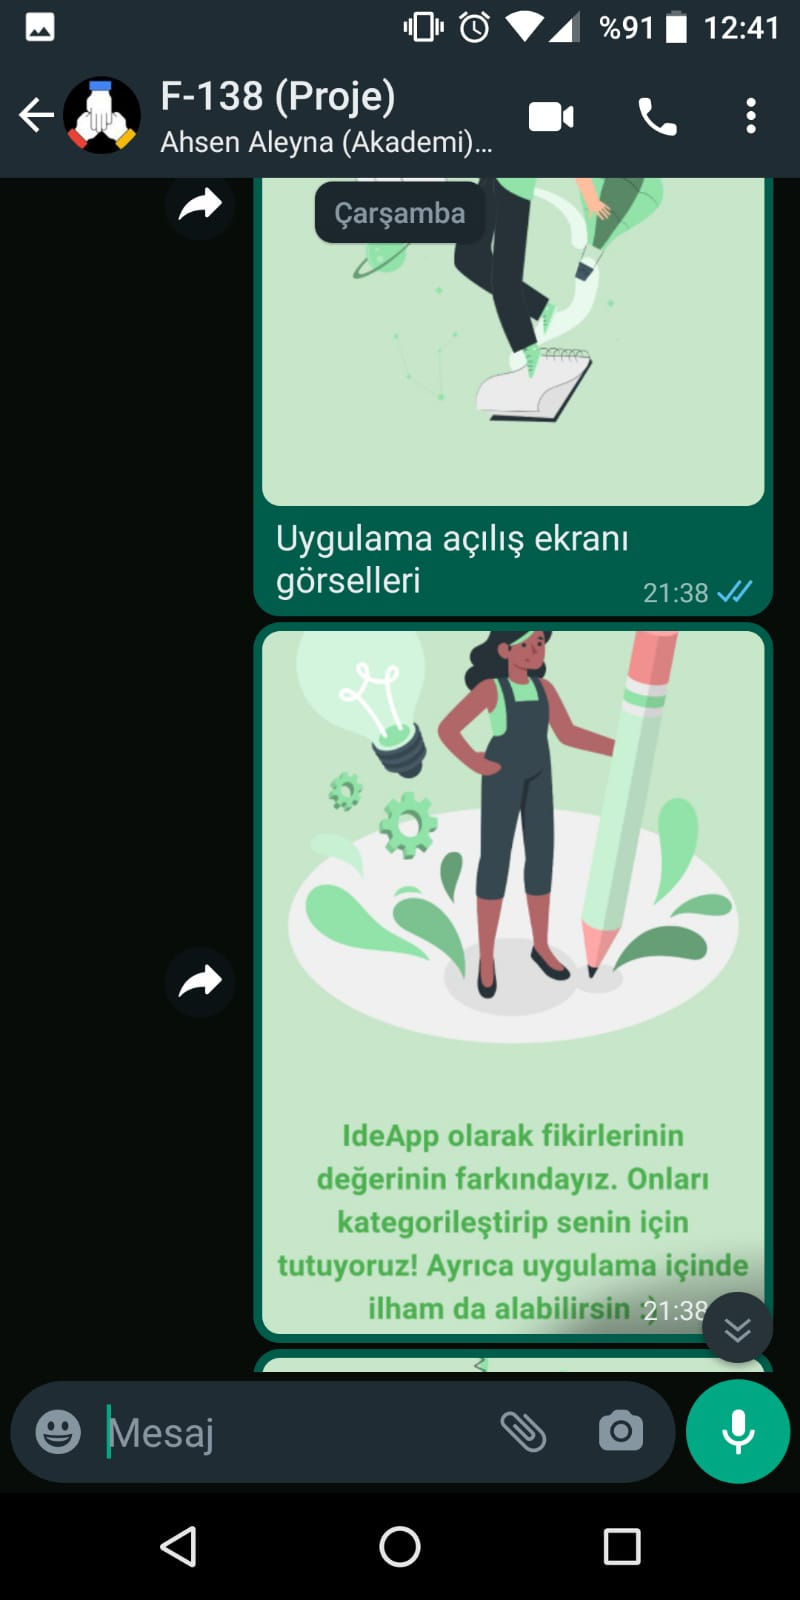 %91 12:41
F-138 (Proje)
Ahsen Aleyna (Akademi)...
Çarşamba
Uygulama açılış ekranı
görselleri
21:38
IdeApp olarak fikirlerinin
değerinin farkındayız. Onları
kategorileştirip senin için
tutuyoruz! Ayrıca uygulama içinde
ilham da alabilirsin :)
21:38
Mesaj